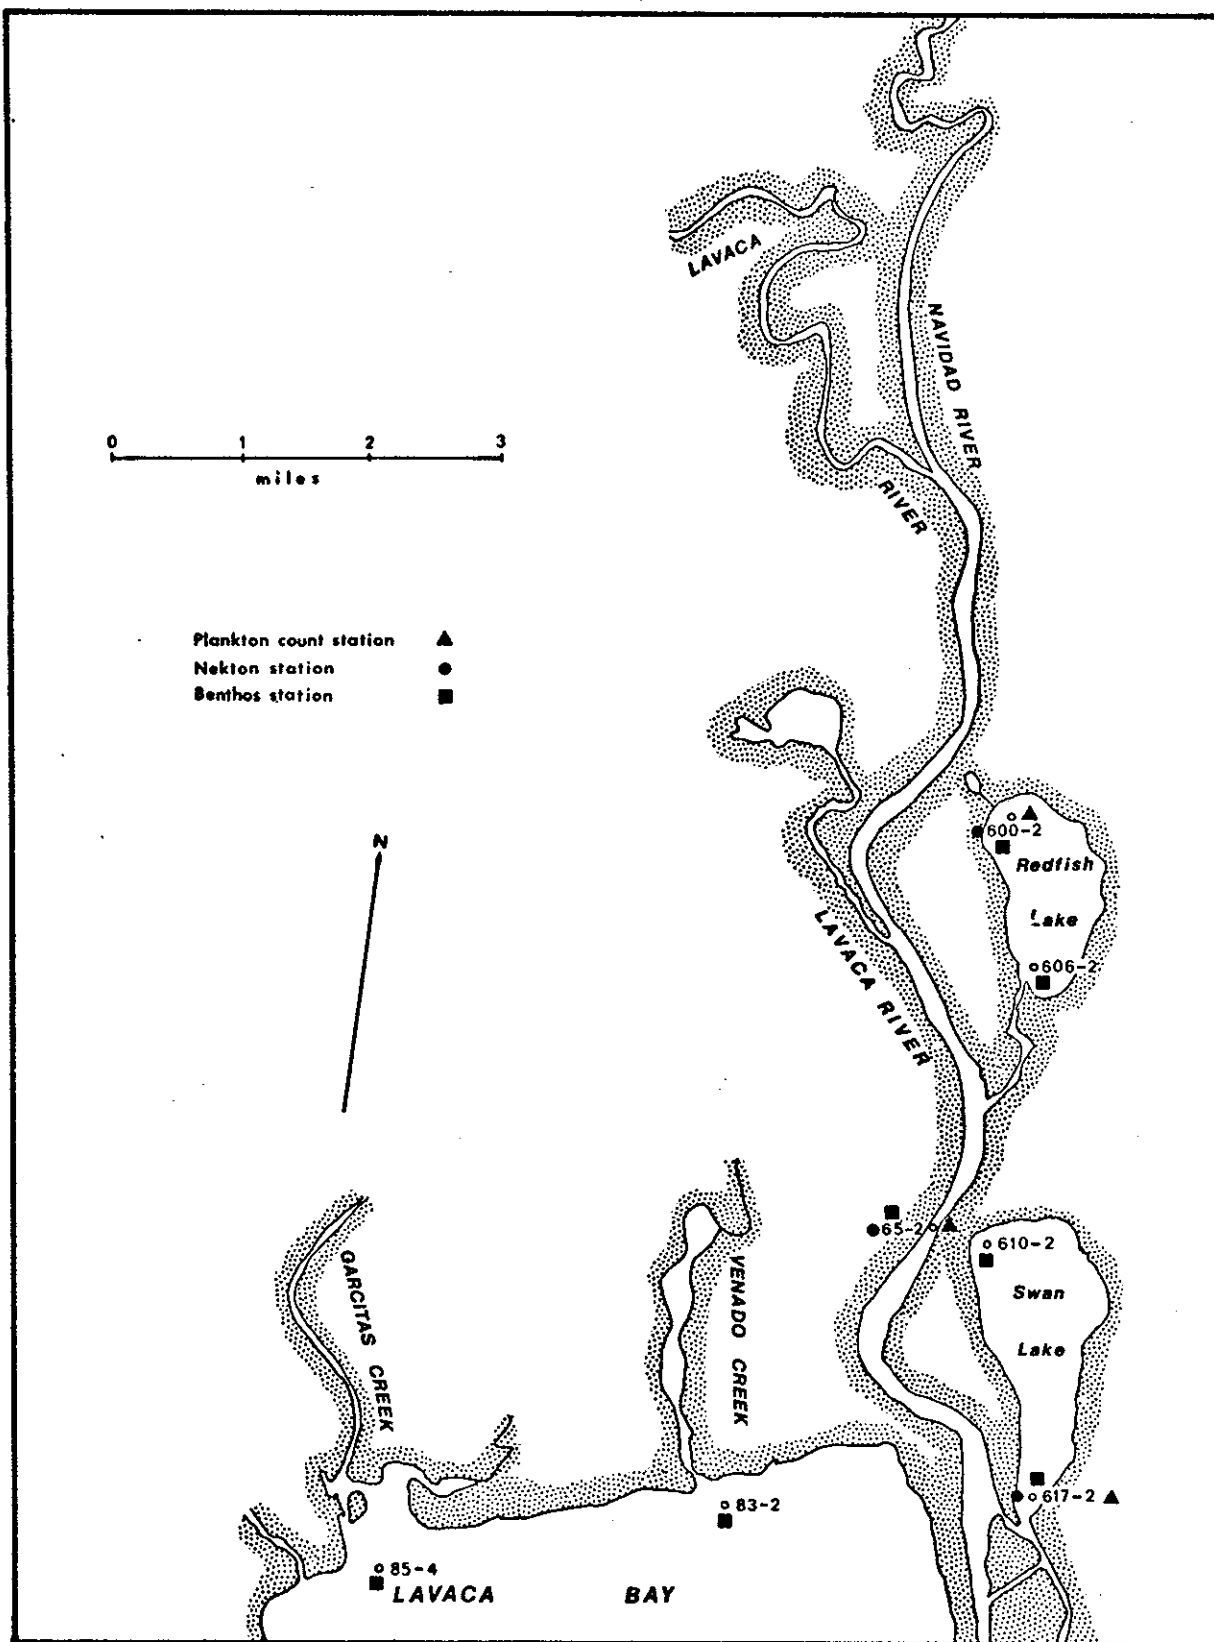 LAVACA
NAVIDAD RIVER
0 1 2 3
miles
RIVER
Plankton count station
Nekton station
Benthos station
N
600-2
Redfish
Lake
LAVACA RIVER
606-2
65-2
610-2
Swan
Lake
GARCITAS CREEK
VENADO CREEK
617-2
83-2
85-4
LAVACA BAY